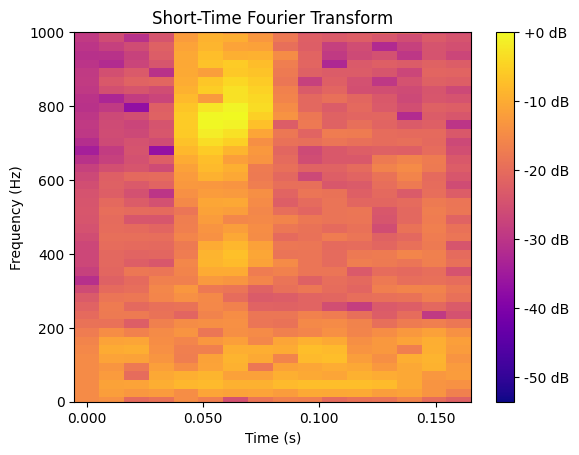 Short-Time Fourier Transform
Frequency (Hz)
1000
800
600
400
200
0
0.000
0.050
0.100
0.150
Time (s)
+0 dB
-10 dB
-20 dB
-30 dB
-40 dB
-50 dB